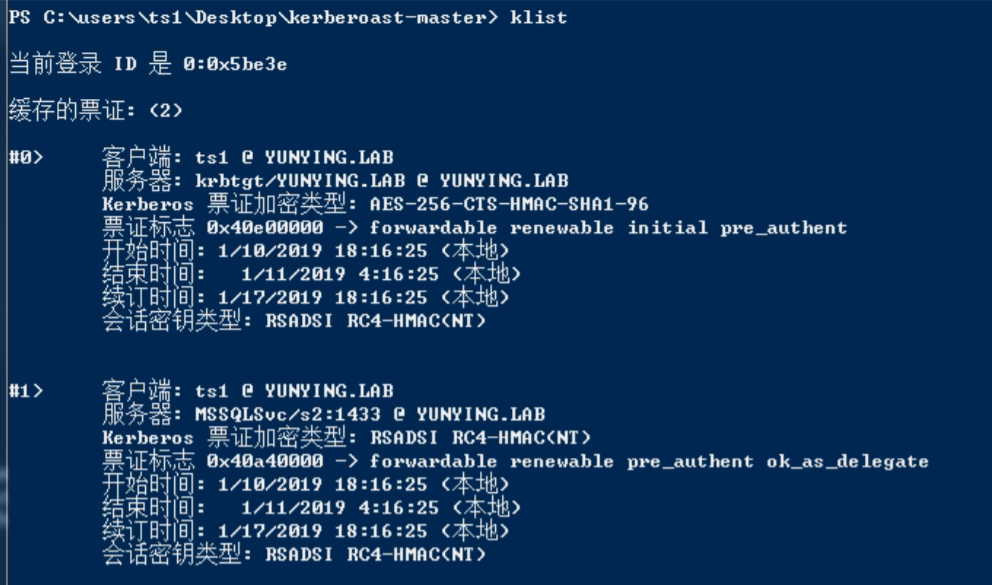 PS C:\users\ts1\Desktop\kerberoast-master> klist
当前登录 ID 是 0:0x5be3e
缓存的票证: (2)
#0> 客户端: ts1 @ YUNYING.LAB
服务器: krbtgt/YUNYING.LAB @ YUNYING.LAB
Kerberos 票证加密类型: AES-256-CTS-HMAC-SHA1-96
票证标志 0x40e00000 -> forwardable renewable initial pre_authent
开始时间: 1/10/2019 18:16:25 (本地)
结束时间: 1/11/2019 4:16:25 (本地)
续订时间: 1/17/2019 18:16:25 (本地)
会话密钥类型: RSADSI RC4-HMAC(NT)
#1> 客户端: ts1 @ YUNYING.LAB
服务器: MSSQLSvc/s2:1433 @ YUNYING.LAB
Kerberos 票证加密类型: RSADSI RC4-HMAC(NT)
票证标志 0x40a40000 -> forwardable renewable pre_authent ok_as_delegate
开始时间: 1/10/2019 18:16:25 (本地)
结束时间: 1/11/2019 4:16:25 (本地)
续订时间: 1/17/2019 18:16:25 (本地)
会话密钥类型: RSADSI RC4-HMAC(NT)